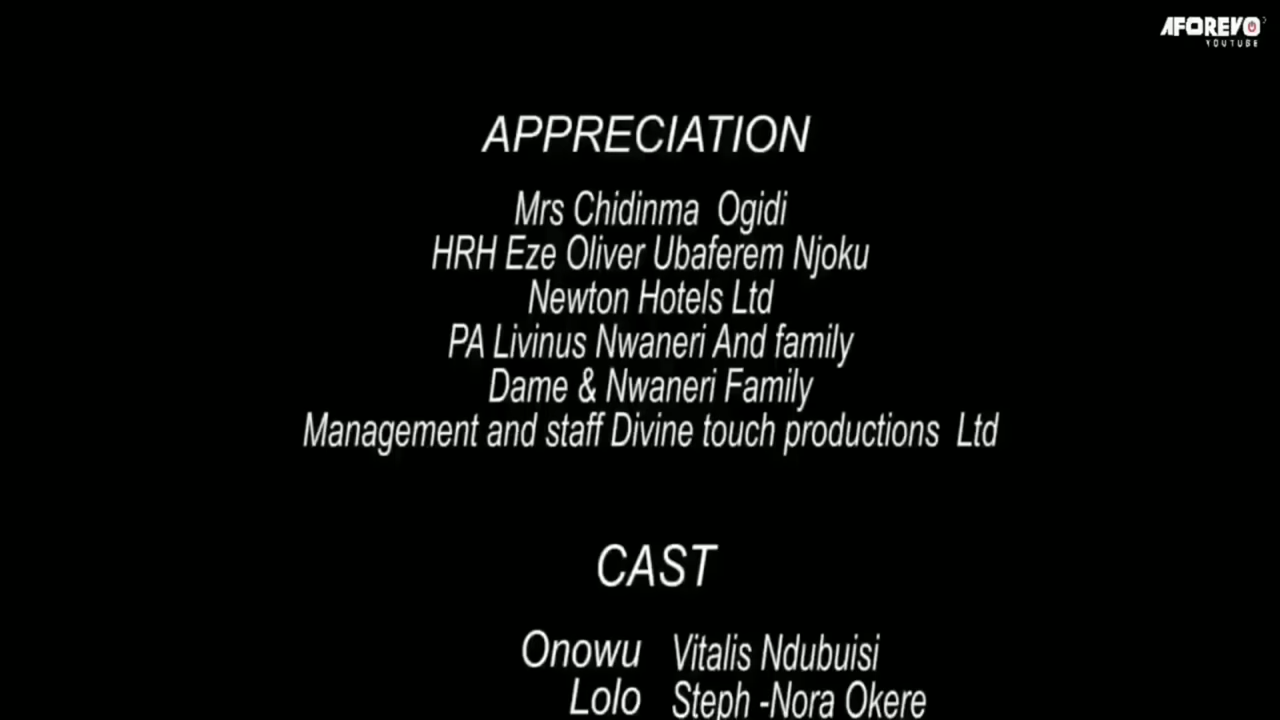 AFOREVO
YOUTUBE
APPRECIATION
Mrs Chidinma Ogidi
HRH Eze Oliver Ubaferem Njoku
Newton Hotels Ltd
PA Livinus Nwaneri And family
Dame & Nwaneri Family
Management and staff Divine touch productions Ltd
CAST
Onowu Vitalis Ndubuisi
Lolo Steph -Nora Okere